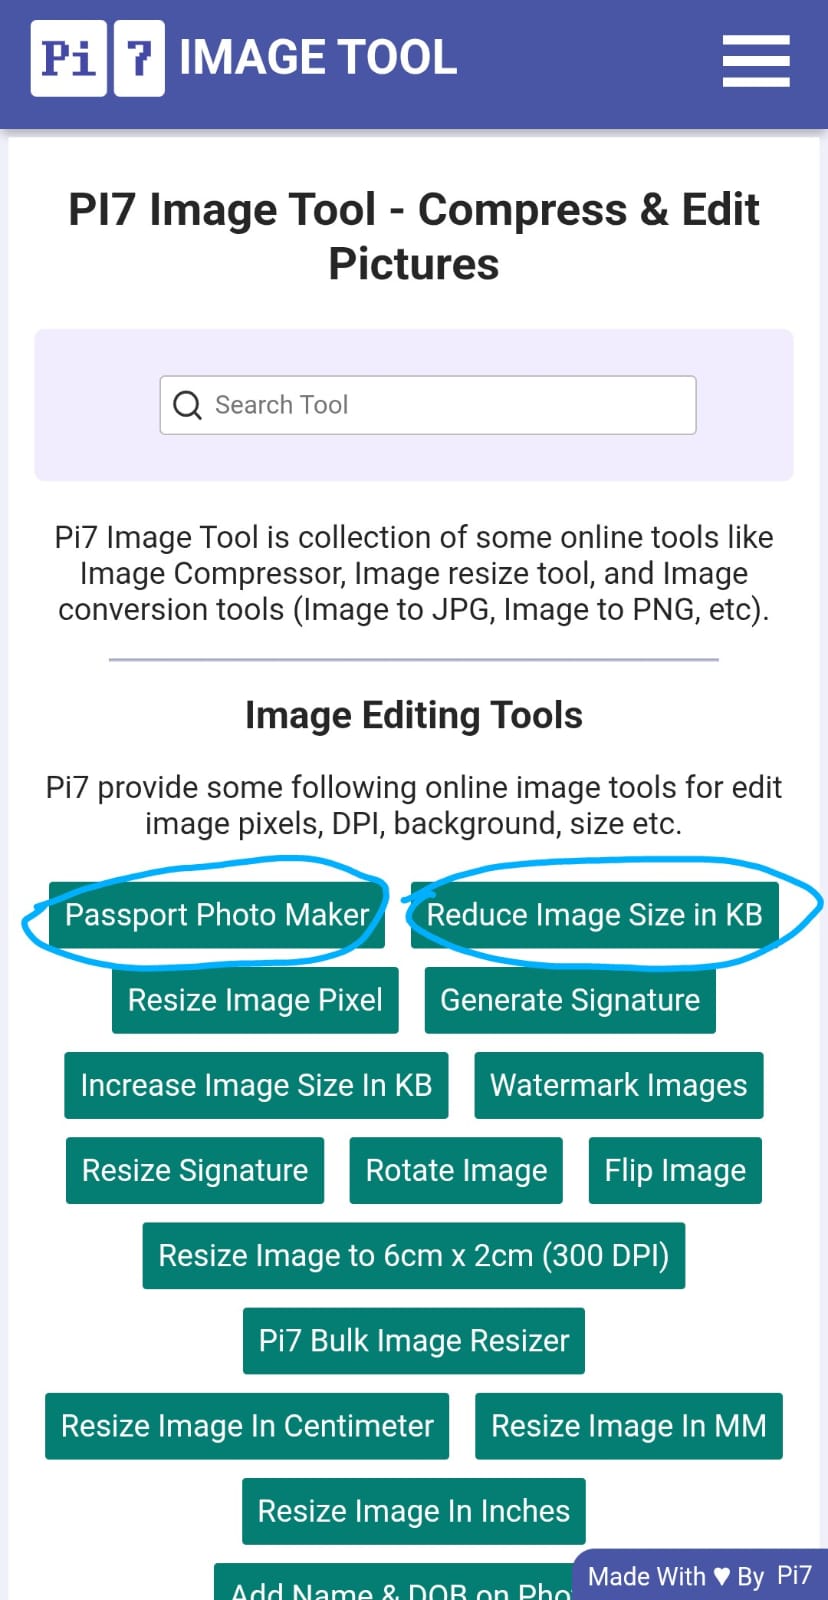 Pi 7 IMAGE TOOL
PI7 Image Tool - Compress & Edit
Pictures
Search Tool
Pi7 Image Tool is collection of some online tools like
Image Compressor, Image resize tool, and Image
conversion tools (Image to JPG, Image to PNG, etc).
Image Editing Tools
Pi7 provide some following online image tools for edit
image pixels, DPI, background, size etc.
Passport Photo Maker Reduce Image Size in KB
Resize Image Pixel Generate Signature
Increase Image Size In KB Watermark Images
Resize Signature Rotate Image Flip Image
Resize Image to 6cm x 2cm (300 DPI)
Pi7 Bulk Image Resizer
Resize Image In Centimeter Resize Image In MM
Resize Image In Inches
Add Name & DOB on
Made With ♥ By Pi7